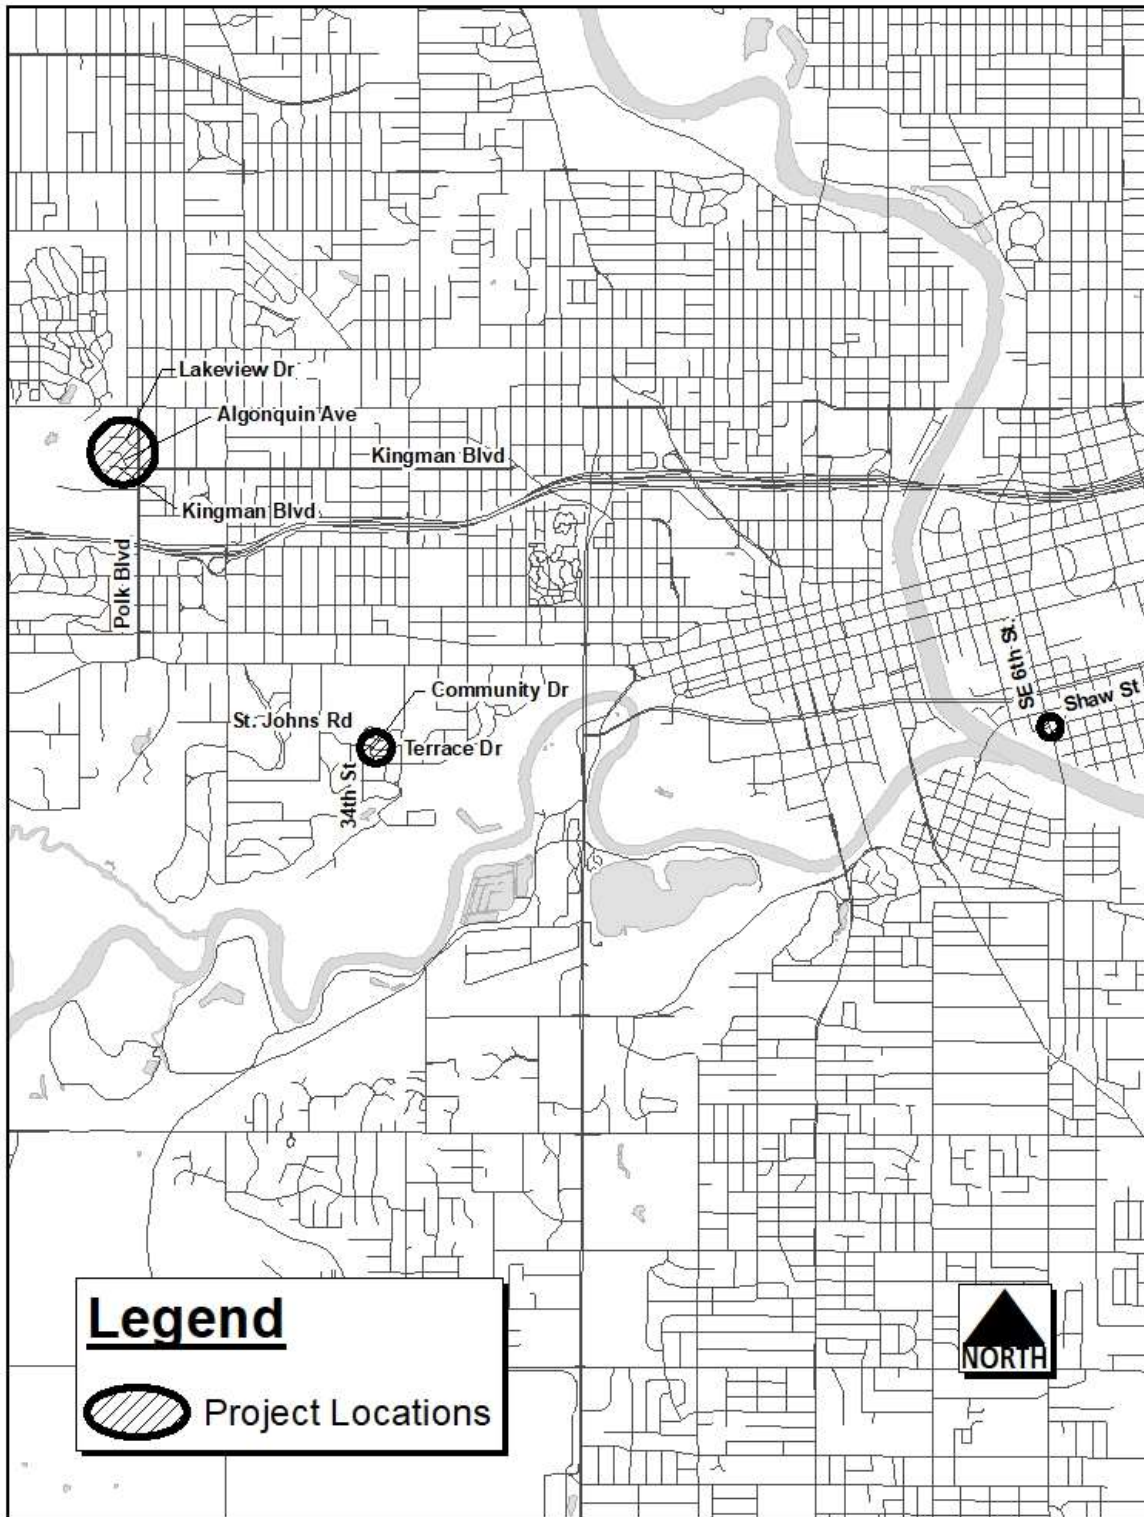 Lakeview Dr
Algonquin Ave
Kingman Blvd
Kingman Blvd
Polk Blvd
SE 6th St.
Community Dr
Shaw St
St. Johns Rd
Terrace Dr
34th St
Legend
Project Locations
NORTH